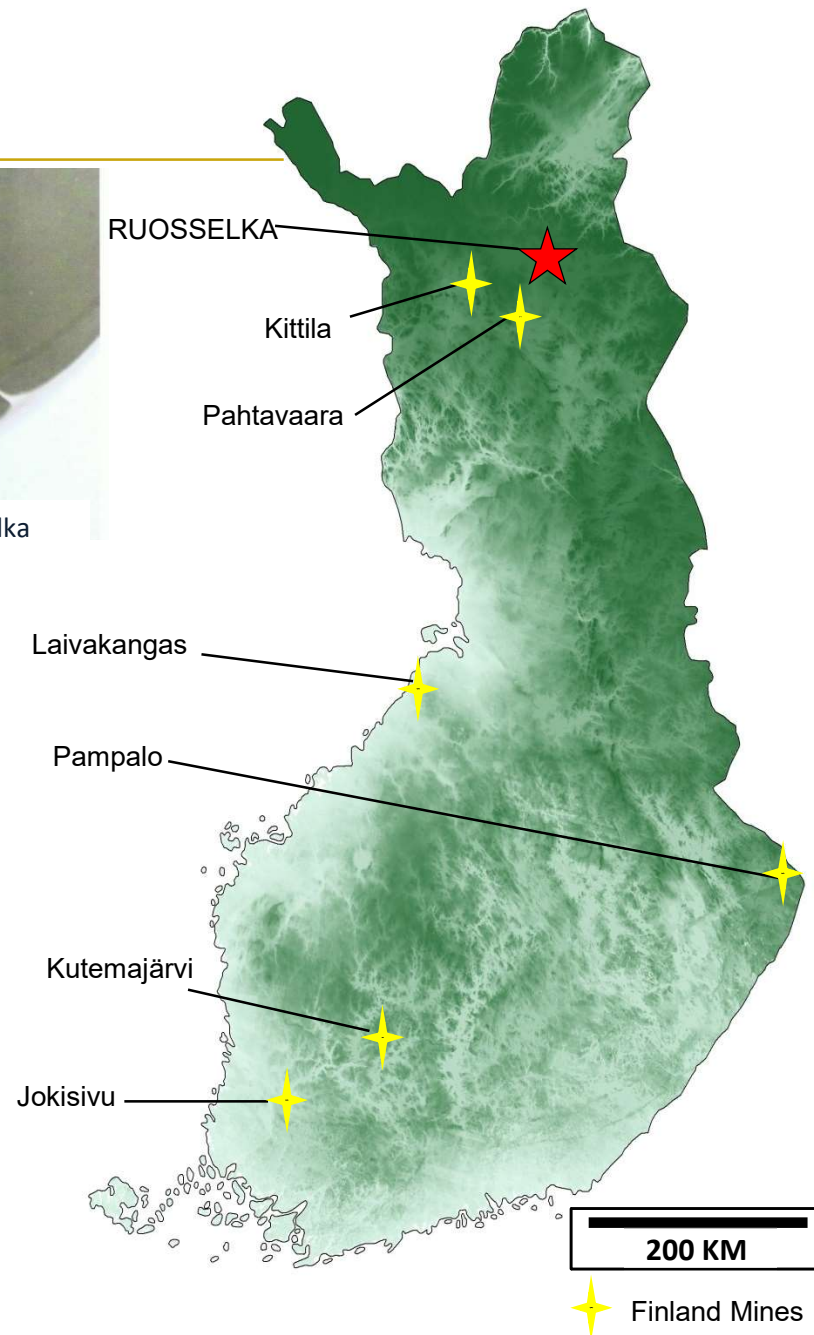 RUOSSELKA
Kittila
Pahtavaara
lka
Laivakangas
Pampalo
Kutemajärvi
Jokisivu
200 KM
Finland Mines